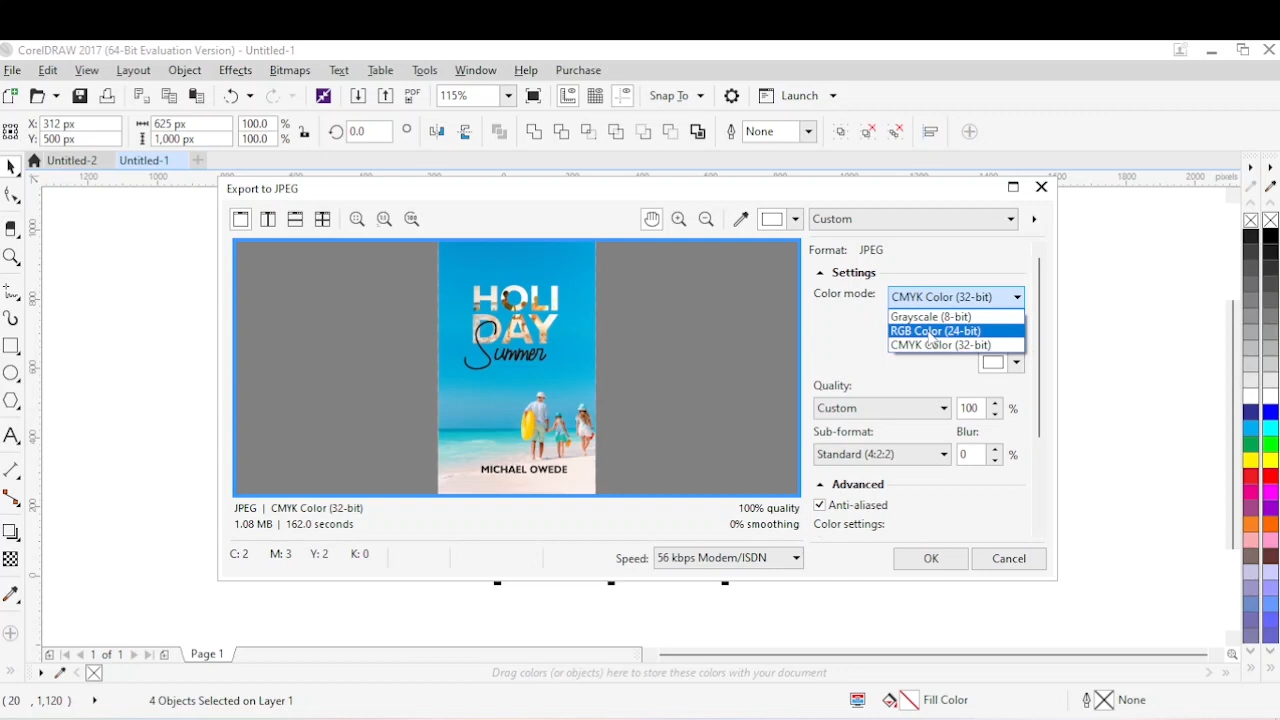 CorelDRAW 2017 (64-Bit Evaluation Version) - Untitled-1
File Edit View Layout Object Effects Bitmaps Text Table Tools Window Help Purchase
PDF 115% Snap To Launch
X: 312 px 625 px 100.0 % 0.0 None
Y: 500 px 1,000 px 100.0 %
Untitled-2 Untitled-1
1200 1000 1800 2000 pixels
Export to JPEG
Custom
Format: JPEG
Settings
Color mode: CMYK Color (32-bit)
Grayscale (8-bit)
RGB Color (24-bit)
CMYK Color (32-bit)
HOLI
DAY
Summer
MICHAEL OWEDE
Quality:
Custom 100 %
Sub-format: Blur:
Standard (4:2:2) 0 %
Advanced
Anti-aliased
Color settings:
JPEG | CMYK Color (32-bit) 100% quality
1.08 MB | 162.0 seconds 0% smoothing
C: 2 M: 3 Y: 2 K: 0 Speed: 56 kbps Modem/ISDN OK Cancel
1 of 1 Page 1
Drag colors (or objects) here to store these colors with your document
(20 , 1,120 ) 4 Objects Selected on Layer 1 Fill Color None